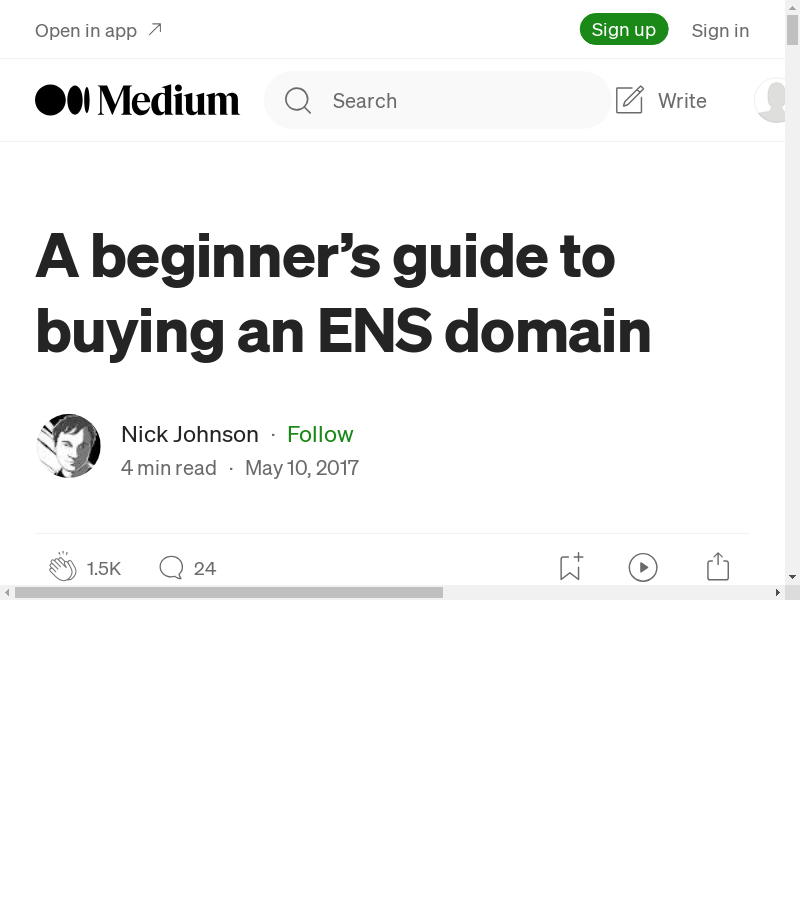 Open in app
Sign up
Sign in
Medium
Search
Write
A beginner’s guide to
buying an ENS domain
Nick Johnson · Follow
4 min read · May 10, 2017
1.5K
24